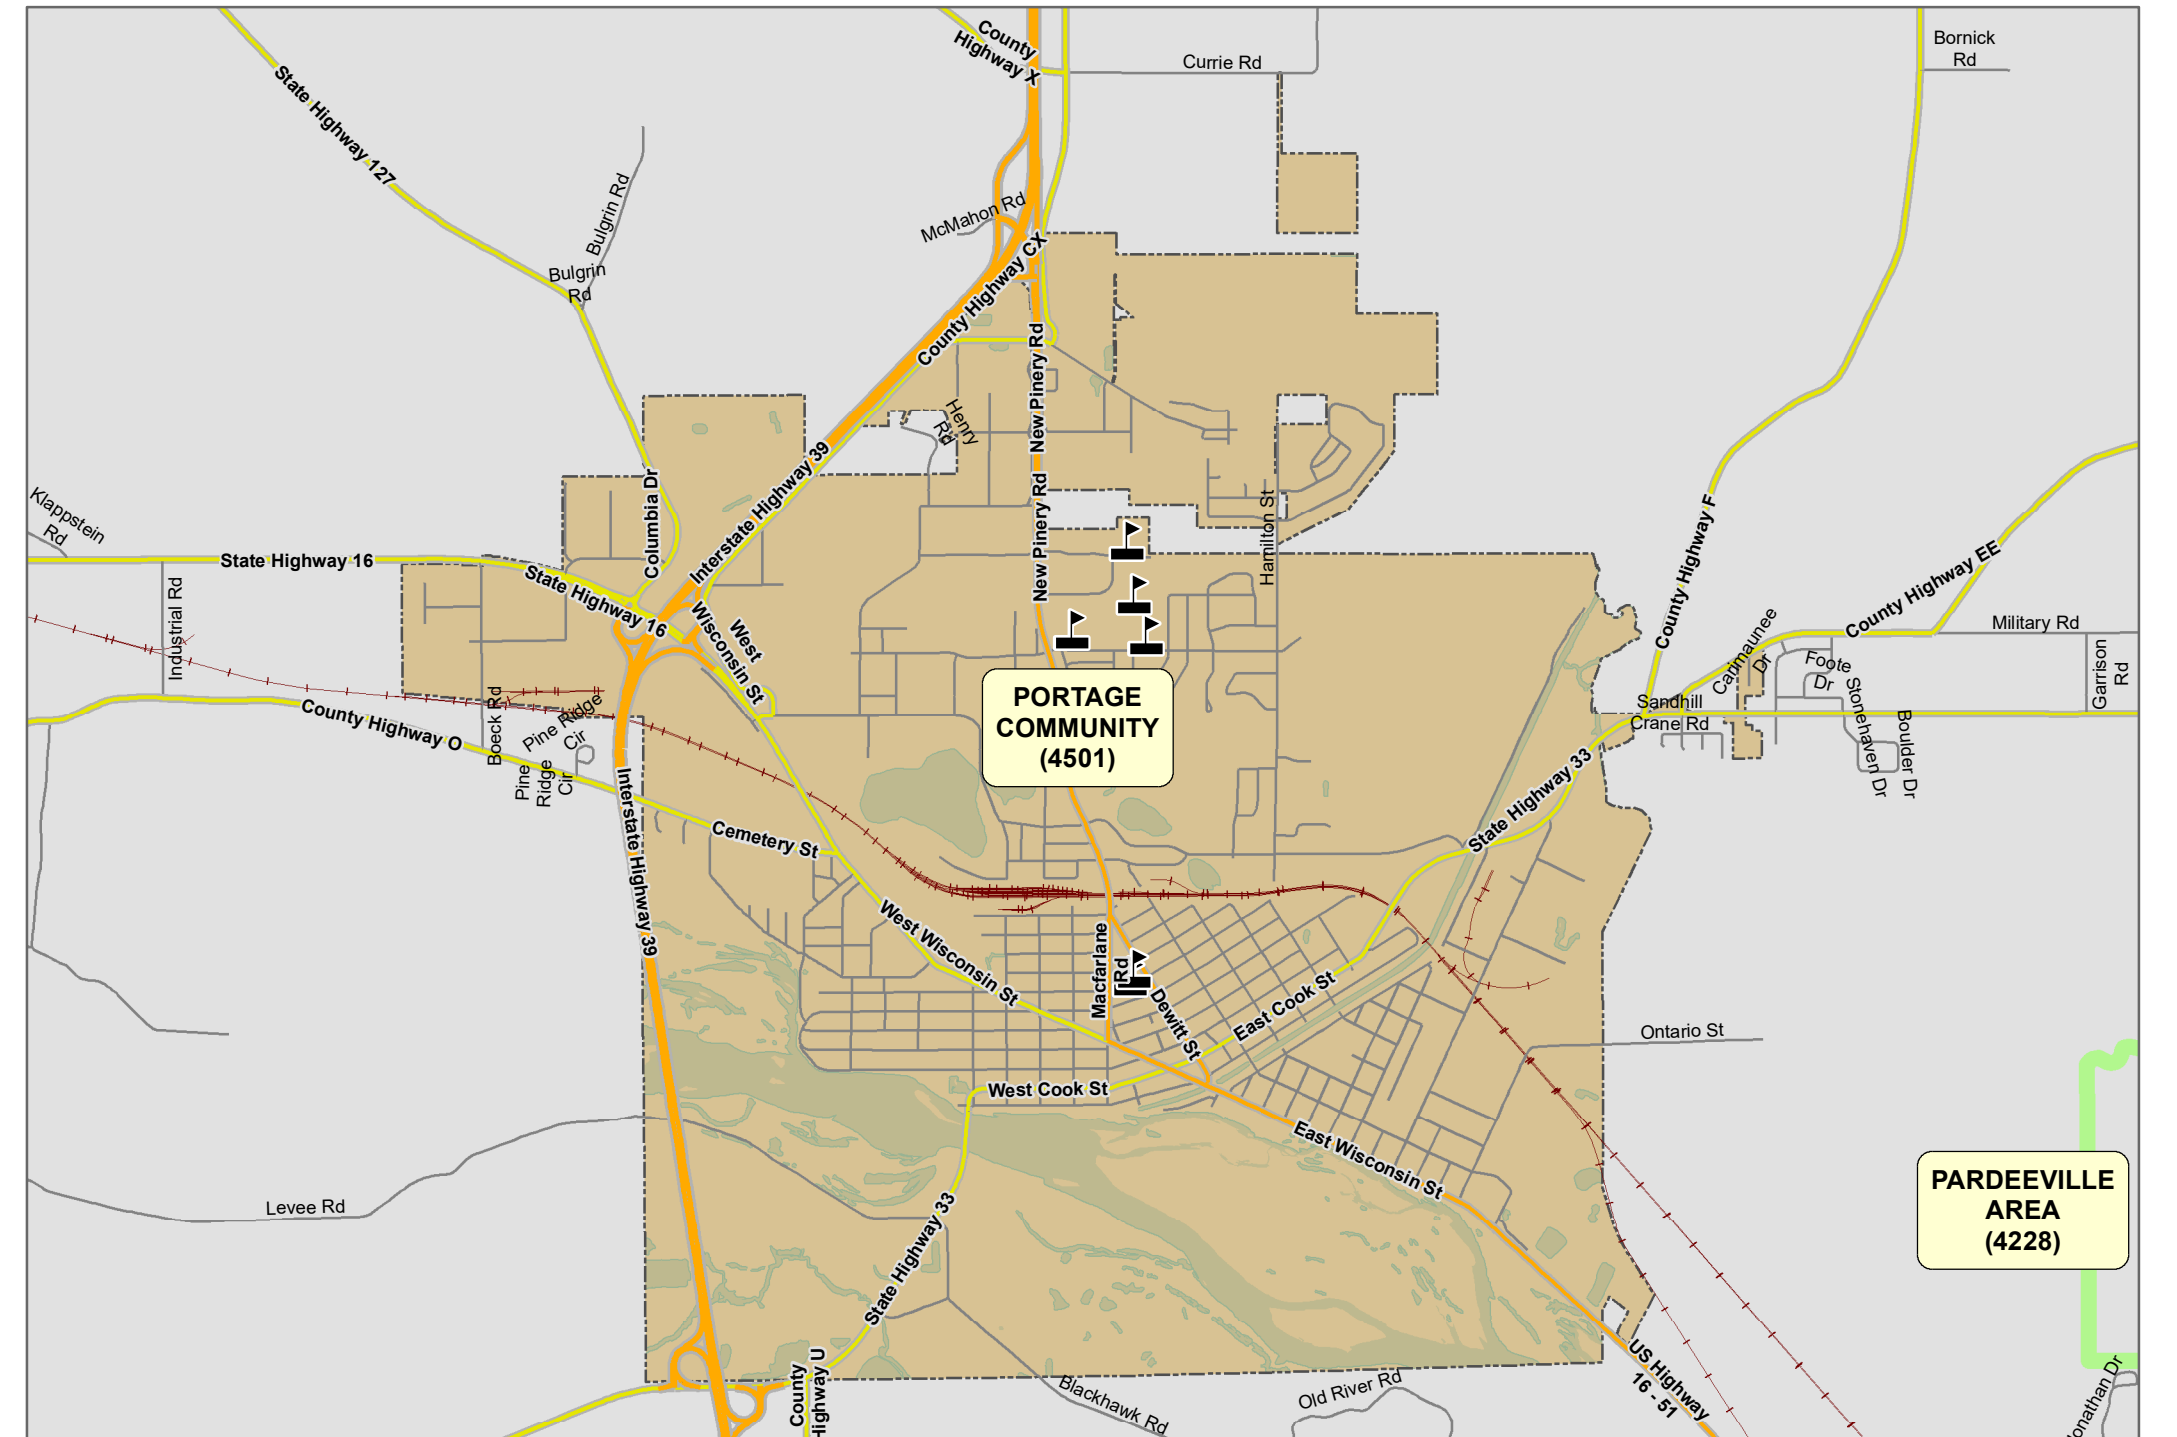 County
Highway X
Currie Rd
Bornick
Rd
State Highway 127
Bulgrin Rd
Bulgrin
Rd
McMahon Rd
County Highway CX
New Pinery Rd
Henry
Rd
Interstate Highway 39
Columbia Dr
New Pinery Rd
Hamilton St
Klappstein
Rd
State Highway 16
State Highway 16
Industrial Rd
West
Wisconsin St
County Highway F
County Highway EE
Military Rd
Garrison
Rd
Carimaunee
Dr
Foote
Dr
Stonehaven Dr
Boulder Dr
Sandhill
Crane Rd
PORTAGE
COMMUNITY
(4501)
County Highway O
Boeck Rd
Pine Ridge
Cir
Pine
Ridge
Cir
Interstate Highway 39
Cemetery St
State Highway 33
West Wisconsin St
Macfarlane
Rd
Dewitt St
East Cook St
West Cook St
Ontario St
East Wisconsin St
PARDEEVILLE
AREA
(4228)
Levee Rd
State Highway 33
County
Highway U
Blackhawk Rd
Old River Rd
US Highway
16 - 51
Jonathan Dr